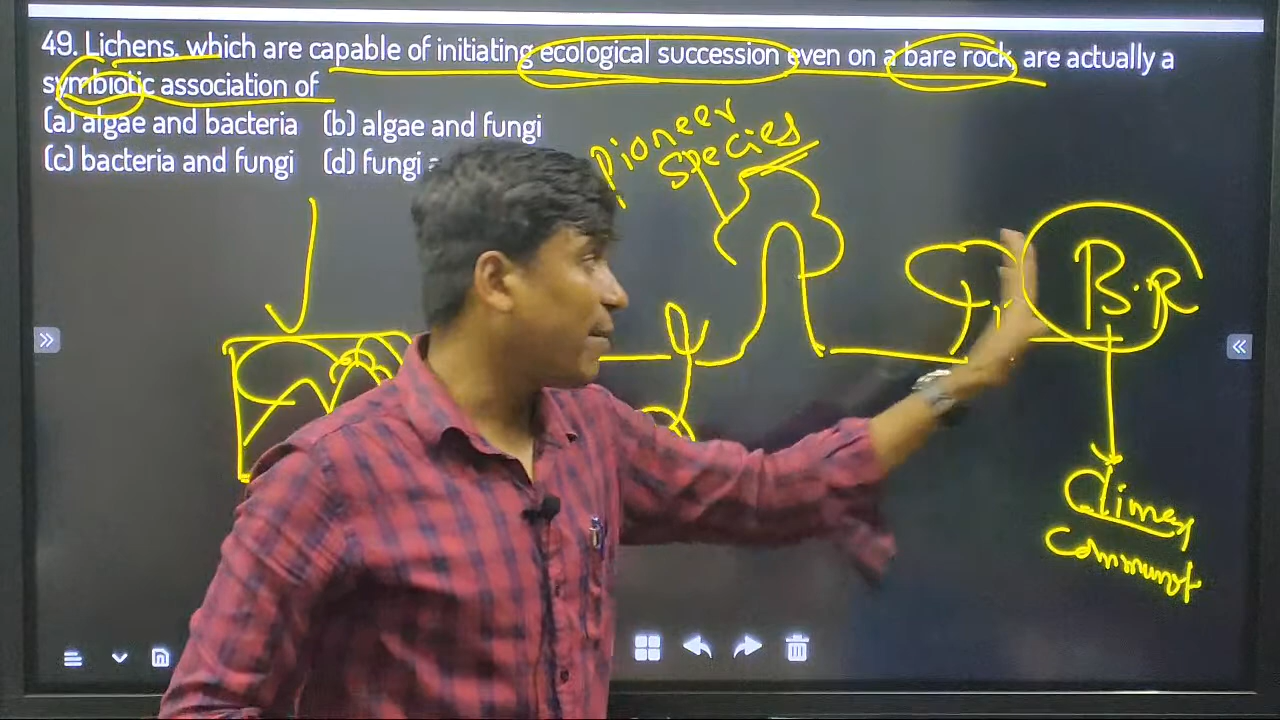 49. Lichens, which are capable of initiating ecological succession even on a bare rock, are actually a
symbiotic association of
(a) algae and bacteria (b) algae and fungi
(c) bacteria and fungi (d) fungi
Pioneer
Species
B.R
Climax
Community